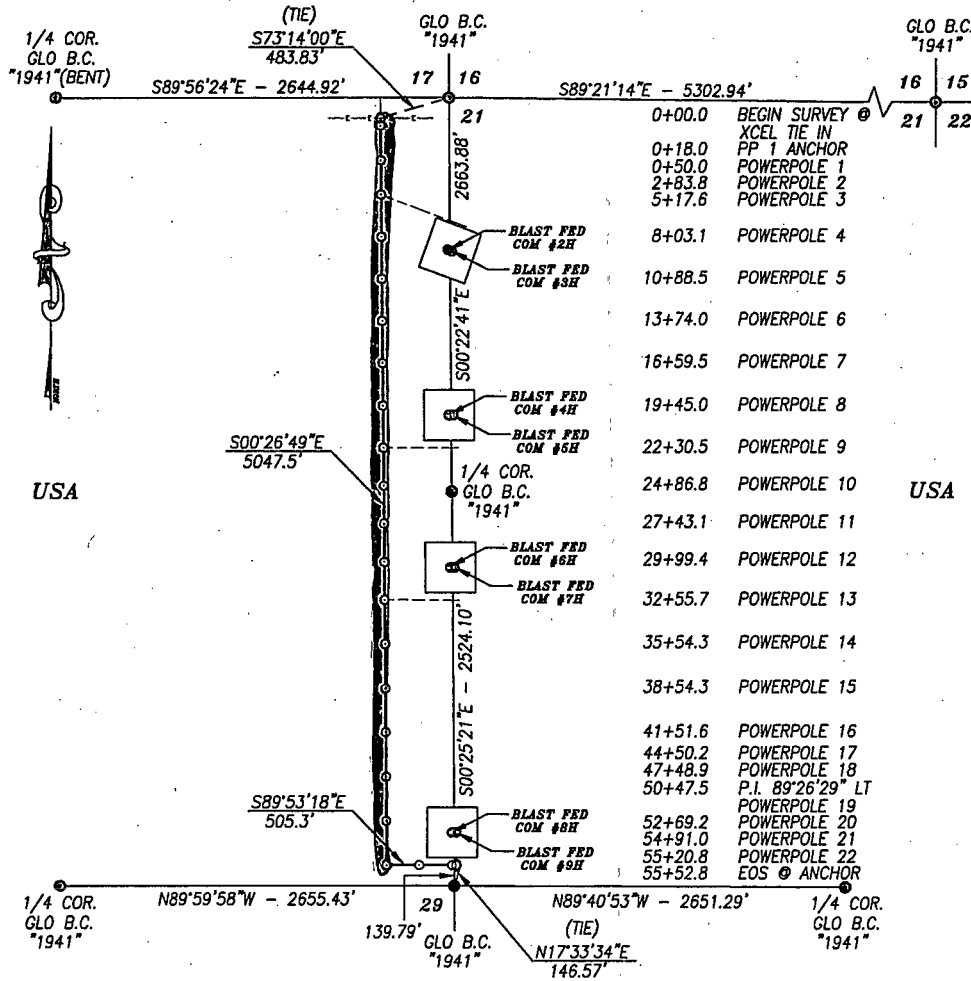 (TIE)
S73°14'00"E
483.83'
1/4 COR.
GLO B.C.
"1941"(BENT)
GLO B.C.
"1941"
GLO B.C.
"1941"
S89°56'24"E - 2644.92'
17 16
21
S89°21'14"E - 5302.94'
16 15
21 22
2663.88'
0+00.0 BEGIN SURVEY @
XCEL TIE IN
0+18.0 PP 1 ANCHOR
0+50.0 POWERPOLE 1
2+83.8 POWERPOLE 2
5+17.6 POWERPOLE 3
8+03.1 POWERPOLE 4
10+88.5 POWERPOLE 5
13+74.0 POWERPOLE 6
16+59.5 POWERPOLE 7
19+45.0 POWERPOLE 8
22+30.5 POWERPOLE 9
24+86.8 POWERPOLE 10
27+43.1 POWERPOLE 11
29+99.4 POWERPOLE 12
32+55.7 POWERPOLE 13
35+54.3 POWERPOLE 14
38+54.3 POWERPOLE 15
41+51.6 POWERPOLE 16
44+50.2 POWERPOLE 17
47+48.9 POWERPOLE 18
50+47.5 P.I. 89°26'29" LT
POWERPOLE 19
52+69.2 POWERPOLE 20
54+91.0 POWERPOLE 21
55+20.8 POWERPOLE 22
55+52.8 EOS @ ANCHOR
BLAST FED
COM #2H
BLAST FED
COM #3H
S00°22'41"E
NORTH
BLAST FED
COM #4H
BLAST FED
COM #5H
S00°26'49"E
5047.5'
1/4 COR.
GLO B.C.
"1941"
USA
USA
BLAST FED
COM #6H
BLAST FED
COM #7H
S00°25'21"E - 2524.10'
S89°53'18"E
505.3'
BLAST FED
COM #8H
BLAST FED
COM #9H
1/4 COR.
GLO B.C.
"1941"
N89°59'58"W - 2655.43'
29
139.79'
GLO B.C.
"1941"
N89°40'53"W - 2651.29'
(TIE)
N17°33'34"E
146.57'
1/4 COR.
GLO B.C.
"1941"